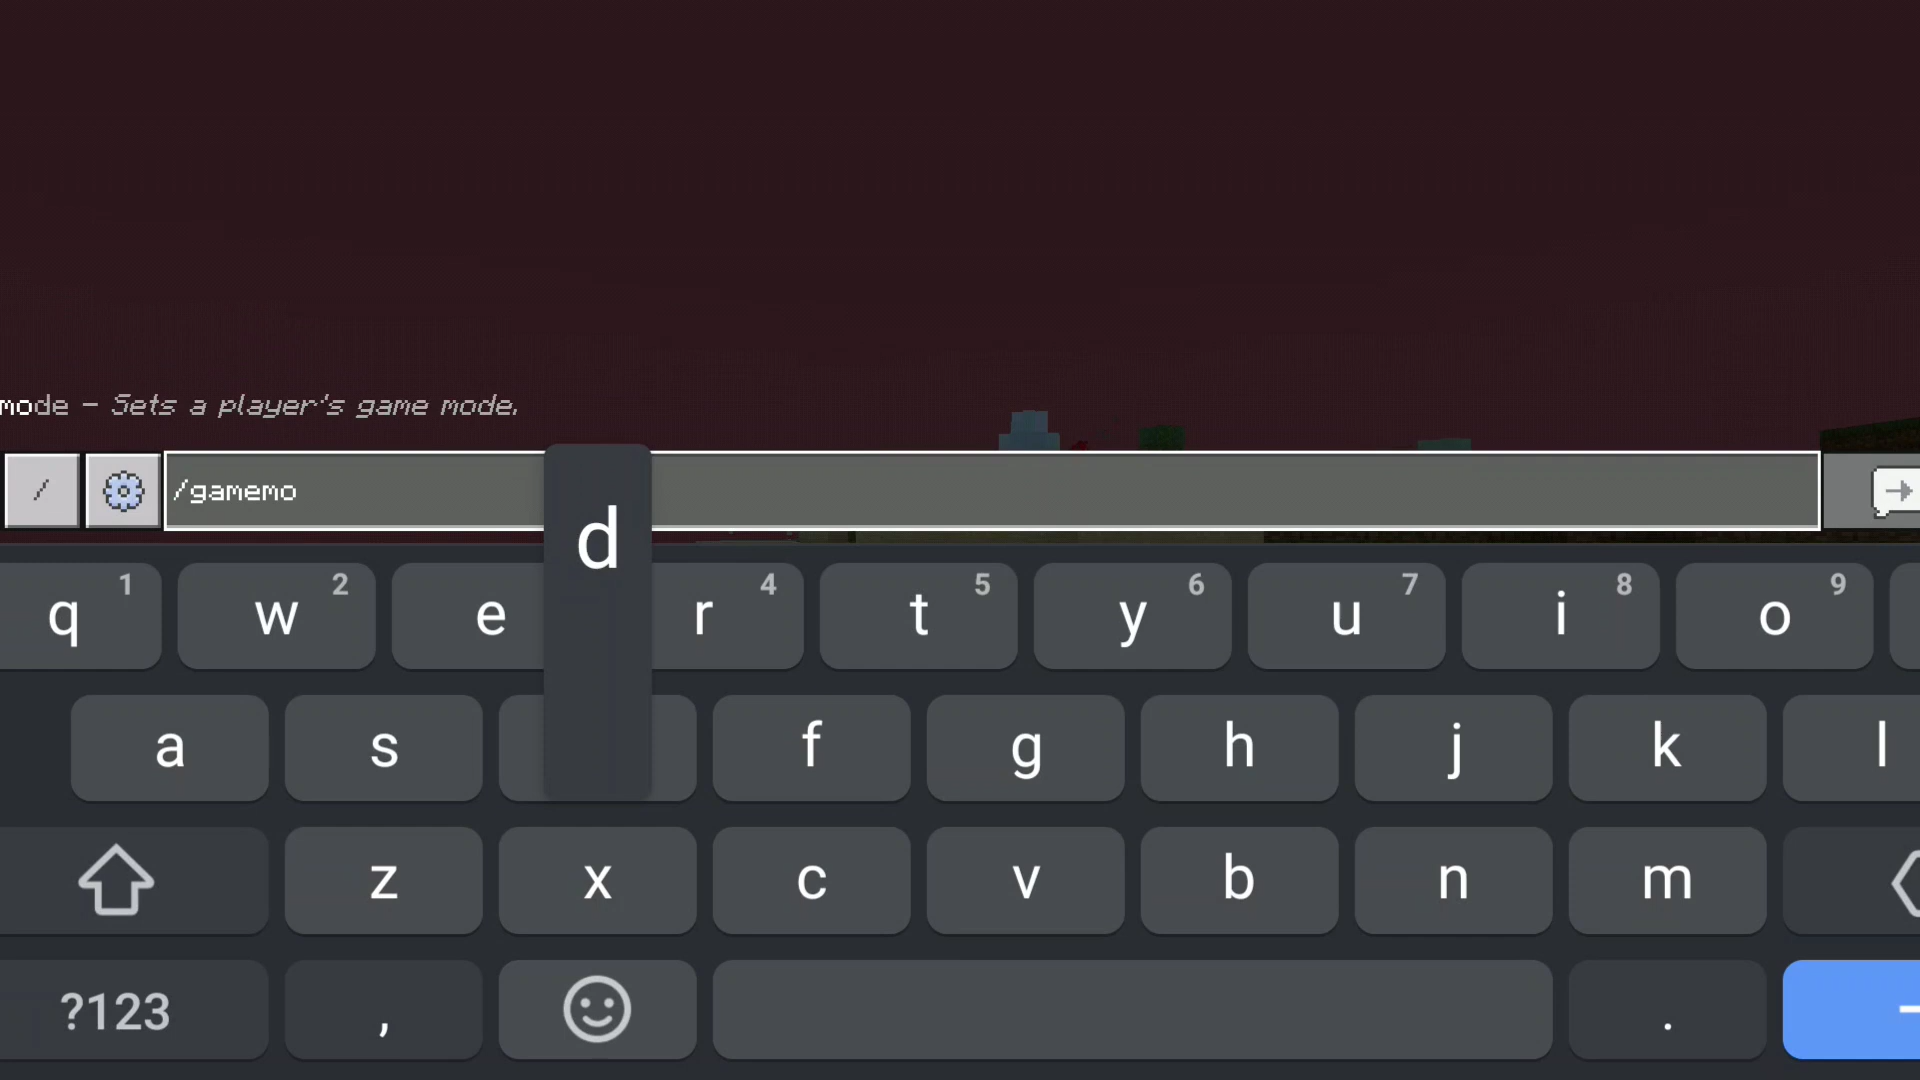 mode – Sets a player's game mode.
/ /gamemo
d
q 1 w 2 e r 4 t 5 y 6 u 7 i 8 o 9
a s f g h j k l
z x c v b n m
?123 , .